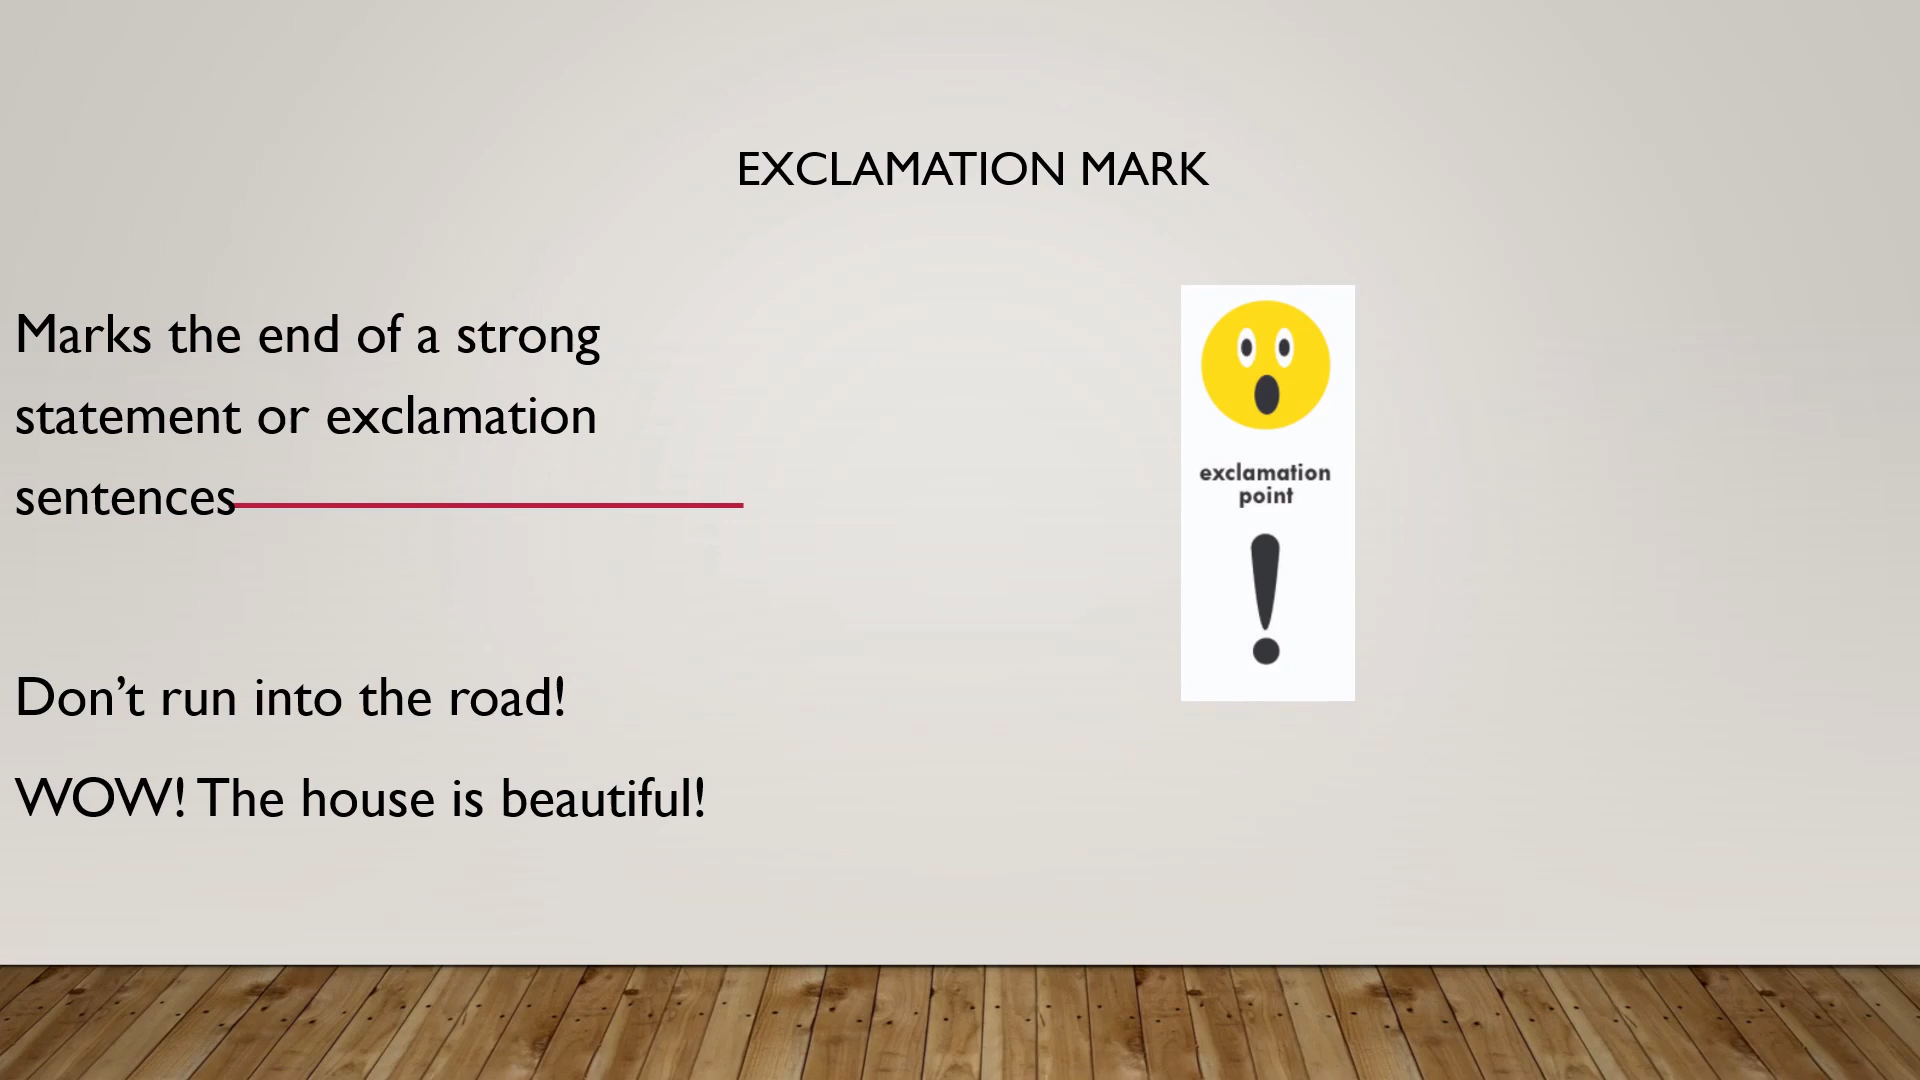 EXCLAMATION MARK
Marks the end of a strong
statement or exclamation
sentences
Don’t run into the road!
WOW! The house is beautiful!
exclamation
point
!